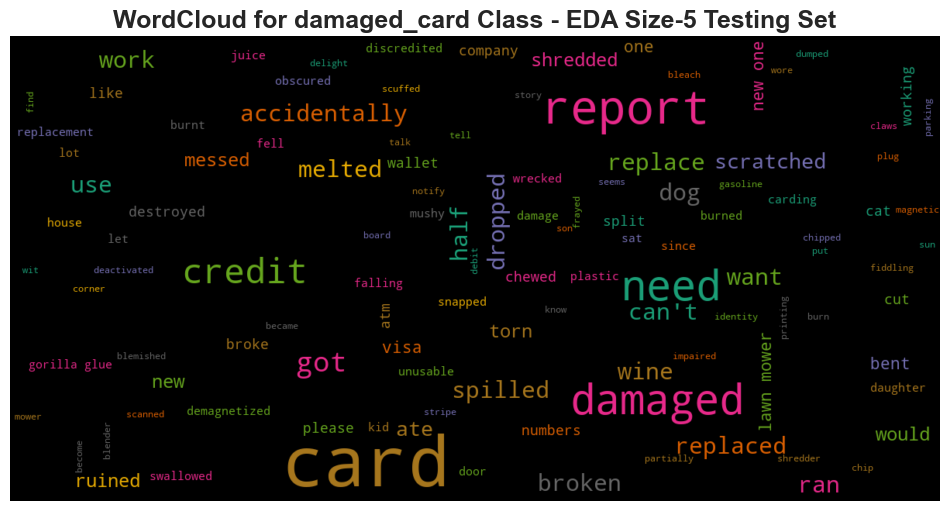 WordCloud for damaged_card Class - EDA Size-5 Testing Set
work
juice
discredited
delight
company
one
shredded
new one
dumped
wore
bleach
obscured
scuffed
like
find
story
report
working
parking
claws
replacement
burnt
accidentally
tell
fell
talk
lot
messed
melted
wallet
replace
scratched
plug
use
notify
wrecked
seems
dog
gasoline
carding
cat
magnetic
house
destroyed
mushy
half
dropped
damage
frayed
split
burned
let
board
debit
son
sat
since
chipped
put
sun
wit
deactivated
credit
falling
chewed
plastic
need
want
fiddling
corner
snapped
know
can't
identity
printing
burn
cut
became
atm
torn
broke
visa
impaired
lawn mower
gorilla glue
blemished
got
unusable
wine
bent
new
spilled
damaged
daughter
mower
scanned
demagnetized
stripe
please
kid
ate
numbers
would
become
blender
card
door
replaced
partially
shredder
chip
ruined
swallowed
broken
ran